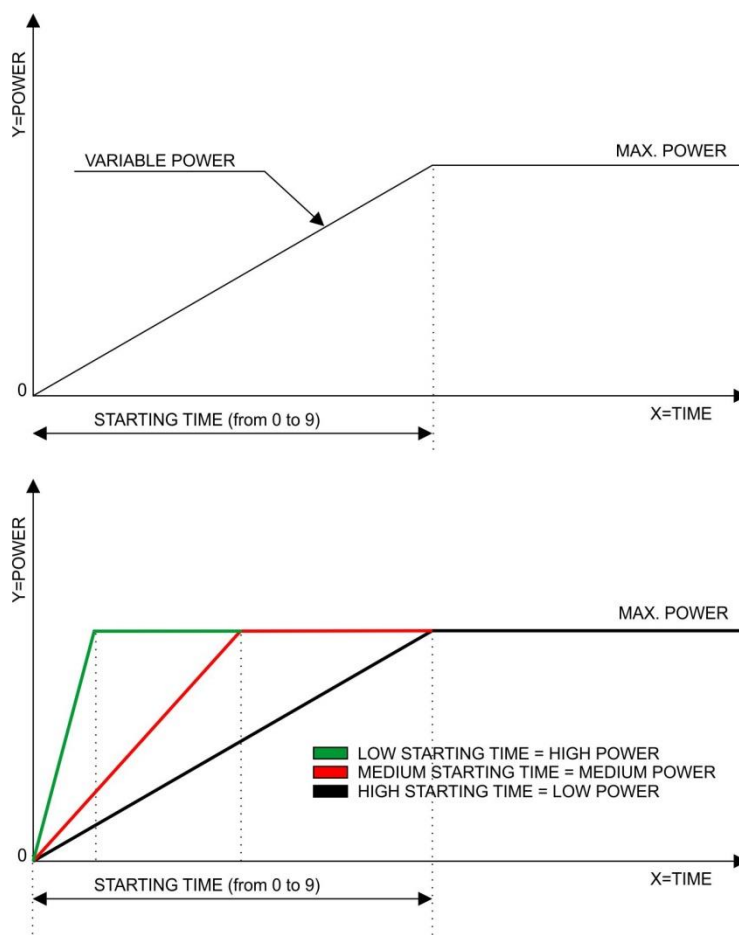 Y=POWER
VARIABLE POWER
MAX. POWER
0
STARTING TIME (from 0 to 9)
X=TIME
Y=POWER
MAX. POWER
LOW STARTING TIME = HIGH POWER
MEDIUM STARTING TIME = MEDIUM POWER
HIGH STARTING TIME = LOW POWER
0
STARTING TIME (from 0 to 9)
X=TIME